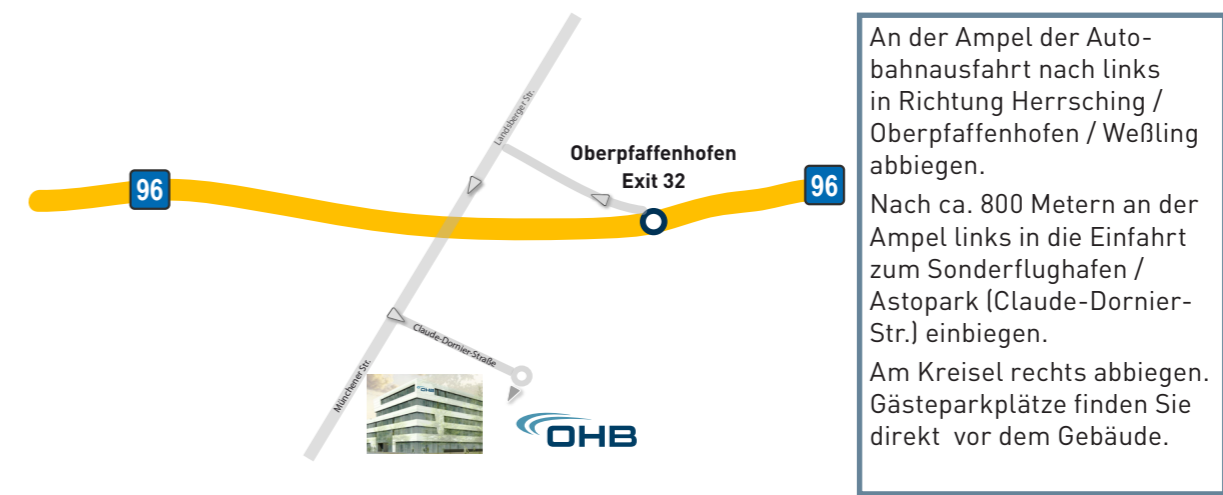 Landsberger Str.
Oberpfaffenhofen
Exit 32
96
96
Claude-Dornier-Straße
Münchener Str.
OHB
OHB
An der Ampel der Auto-
bahnausfahrt nach links
in Richtung Herrsching /
Oberpfaffenhofen / Weßling
abbiegen.
Nach ca. 800 Metern an der
Ampel links in die Einfahrt
zum Sonderflughafen /
Astopark (Claude-Dornier-
Str.) einbiegen.
Am Kreisel rechts abbiegen.
Gästeparkplätze finden Sie
direkt  vor dem Gebäude.